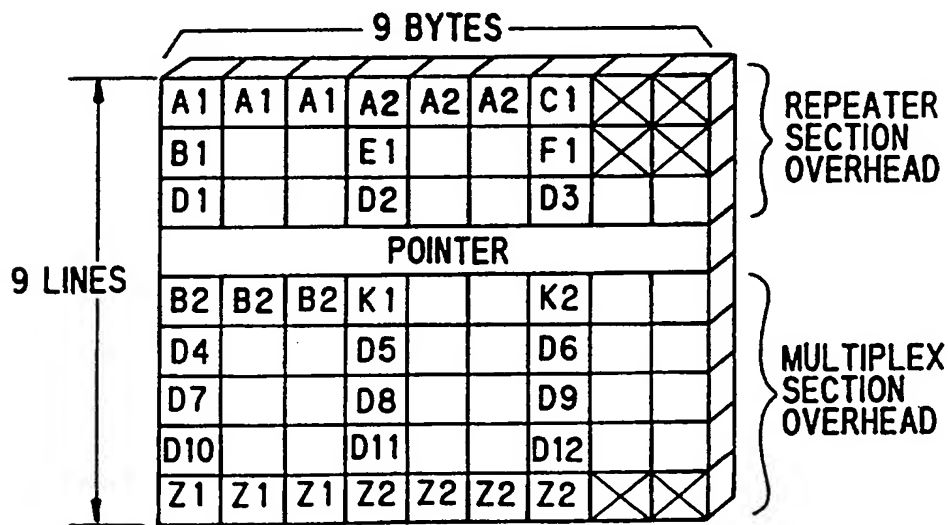 9 BYTES
A1 A1 A1 A2 A2 A2 C1
B1 E1 F1
D1 D2 D3
REPEATER
SECTION
OVERHEAD
POINTER
9 LINES
B2 B2 B2 K1 K2
D4 D5 D6
D7 D8 D9
D10 D11 D12
Z1 Z1 Z1 Z2 Z2 Z2 Z2
MULTIPLEX
SECTION
OVERHEAD